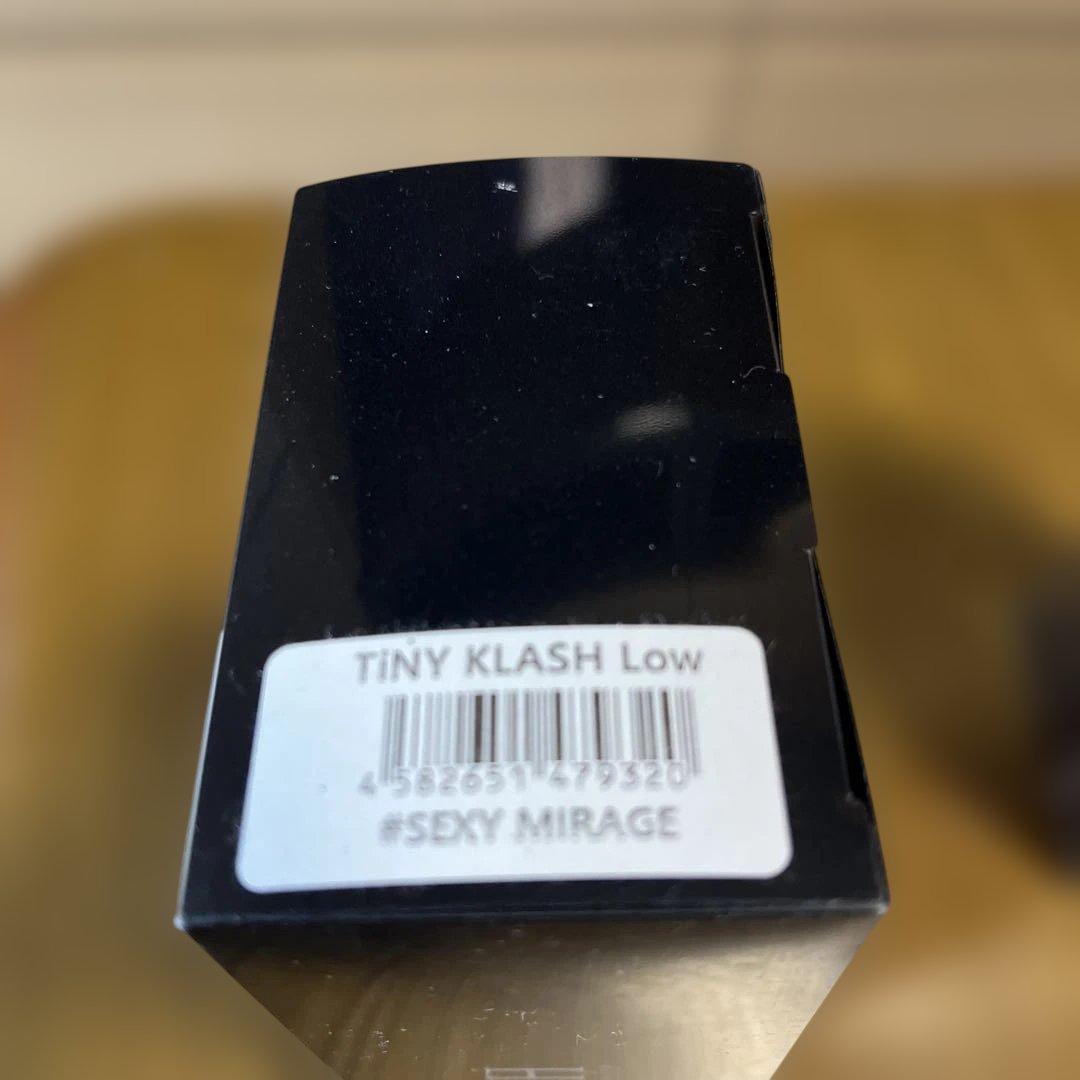 TiNY KLASH Low
4 582651 479320
#SEXY MIRAGE